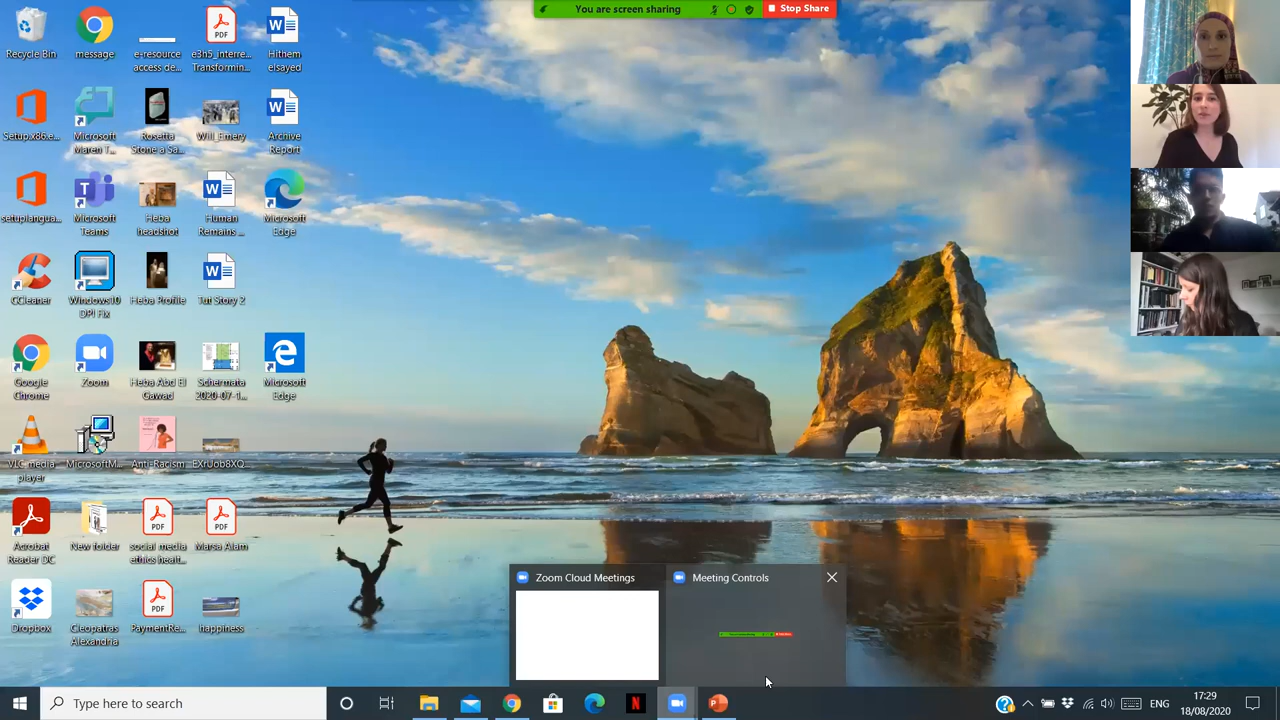 You are screen sharing
Stop Share
Recycle Bin
message
e-resource
access de...
e3h5_interre...
Transformin...
Hithem
elsayed
Setup.x86.e...
Microsoft
Maren T...
Rosetta
Stone a Sa...
Will_Emery
Archive
Report
setuplangua...
Microsoft
Teams
Heba
headshot
Human
Remains ...
Microsoft
Edge
CCleaner
Windows10
DPI Fix
Heba Profile
Tut Story 2
Google
Chrome
Zoom
Heba Abd El
Gawad
Schermata
2020-07-1...
Microsoft
Edge
VLC media
player
MicrosoftM...
Anti-Racism
EXrUob8XQ...
Acrobat
Reader DC
New folder
social media
ethics healt...
Marsa Alam
Dropbox
Cleopatras
Alexandria
PaymentRe...
happiness
Zoom Cloud Meetings
Meeting Controls
Type here to search
ENG
17:29
18/08/2020